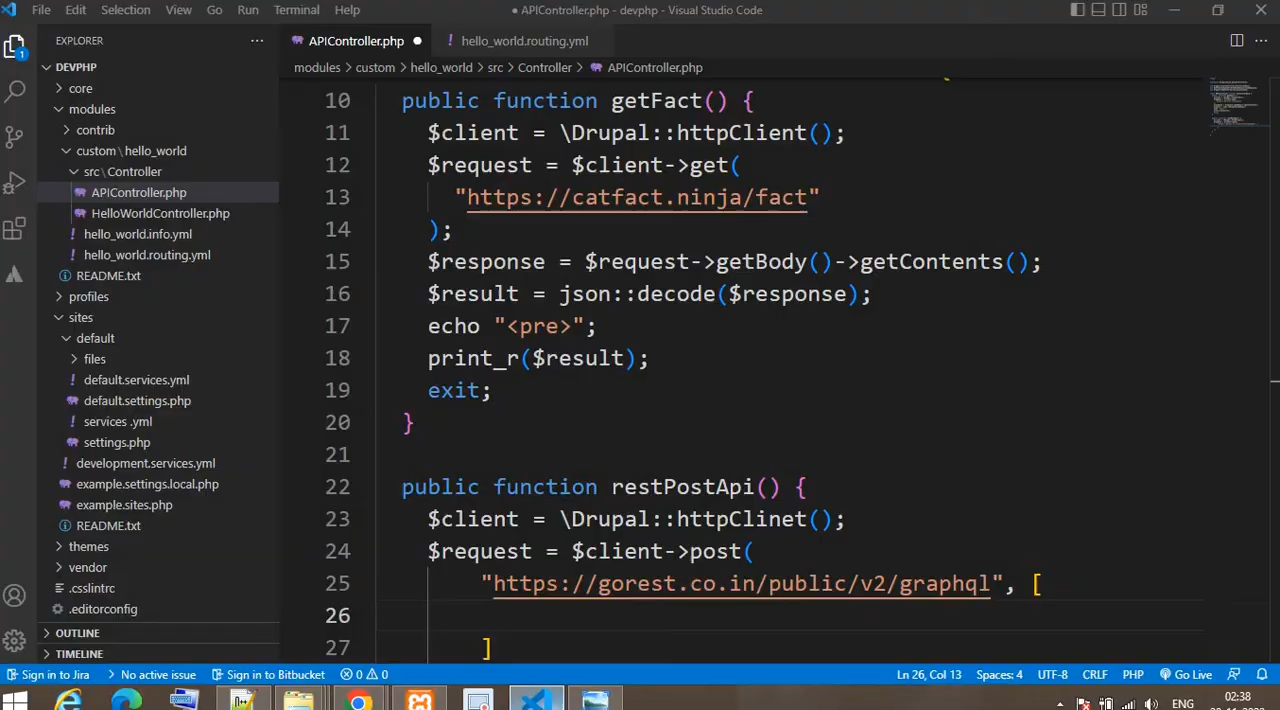 File Edit Selection View Go Run Terminal Help
● APIController.php - devphp - Visual Studio Code
EXPLORER
DEVPHP
core
modules
contrib
custom \ hello_world
src \ Controller
APIController.php
HelloWorldController.php
hello_world.info.yml
hello_world.routing.yml
README.txt
profiles
sites
default
files
default.services.yml
default.settings.php
services .yml
settings.php
development.services.yml
example.settings.local.php
example.sites.php
README.txt
themes
vendor
.csslintrc
.editorconfig
OUTLINE
TIMELINE
APIController.php ●
! hello_world.routing.yml
modules > custom > hello_world > src > Controller > APIController.php
10 public function getFact() {
11 $client = \Drupal::httpClient();
12 $request = $client->get(
13 "https://catfact.ninja/fact"
14 );
15 $response = $request->getBody()->getContents();
16 $result = json::decode($response);
17 echo "<pre>";
18 print_r($result);
19 exit;
20 }
21
22 public function restPostApi() {
23 $client = \Drupal::httpClinet();
24 $request = $client->post(
25 "https://gorest.co.in/public/v2/graphql", [
26
27 ]
1
Sign in to Jira No active issue Sign in to Bitbucket 0 0 Ln 26, Col 13 Spaces: 4 UTF-8 CRLF PHP Go Live
ENG
02:38